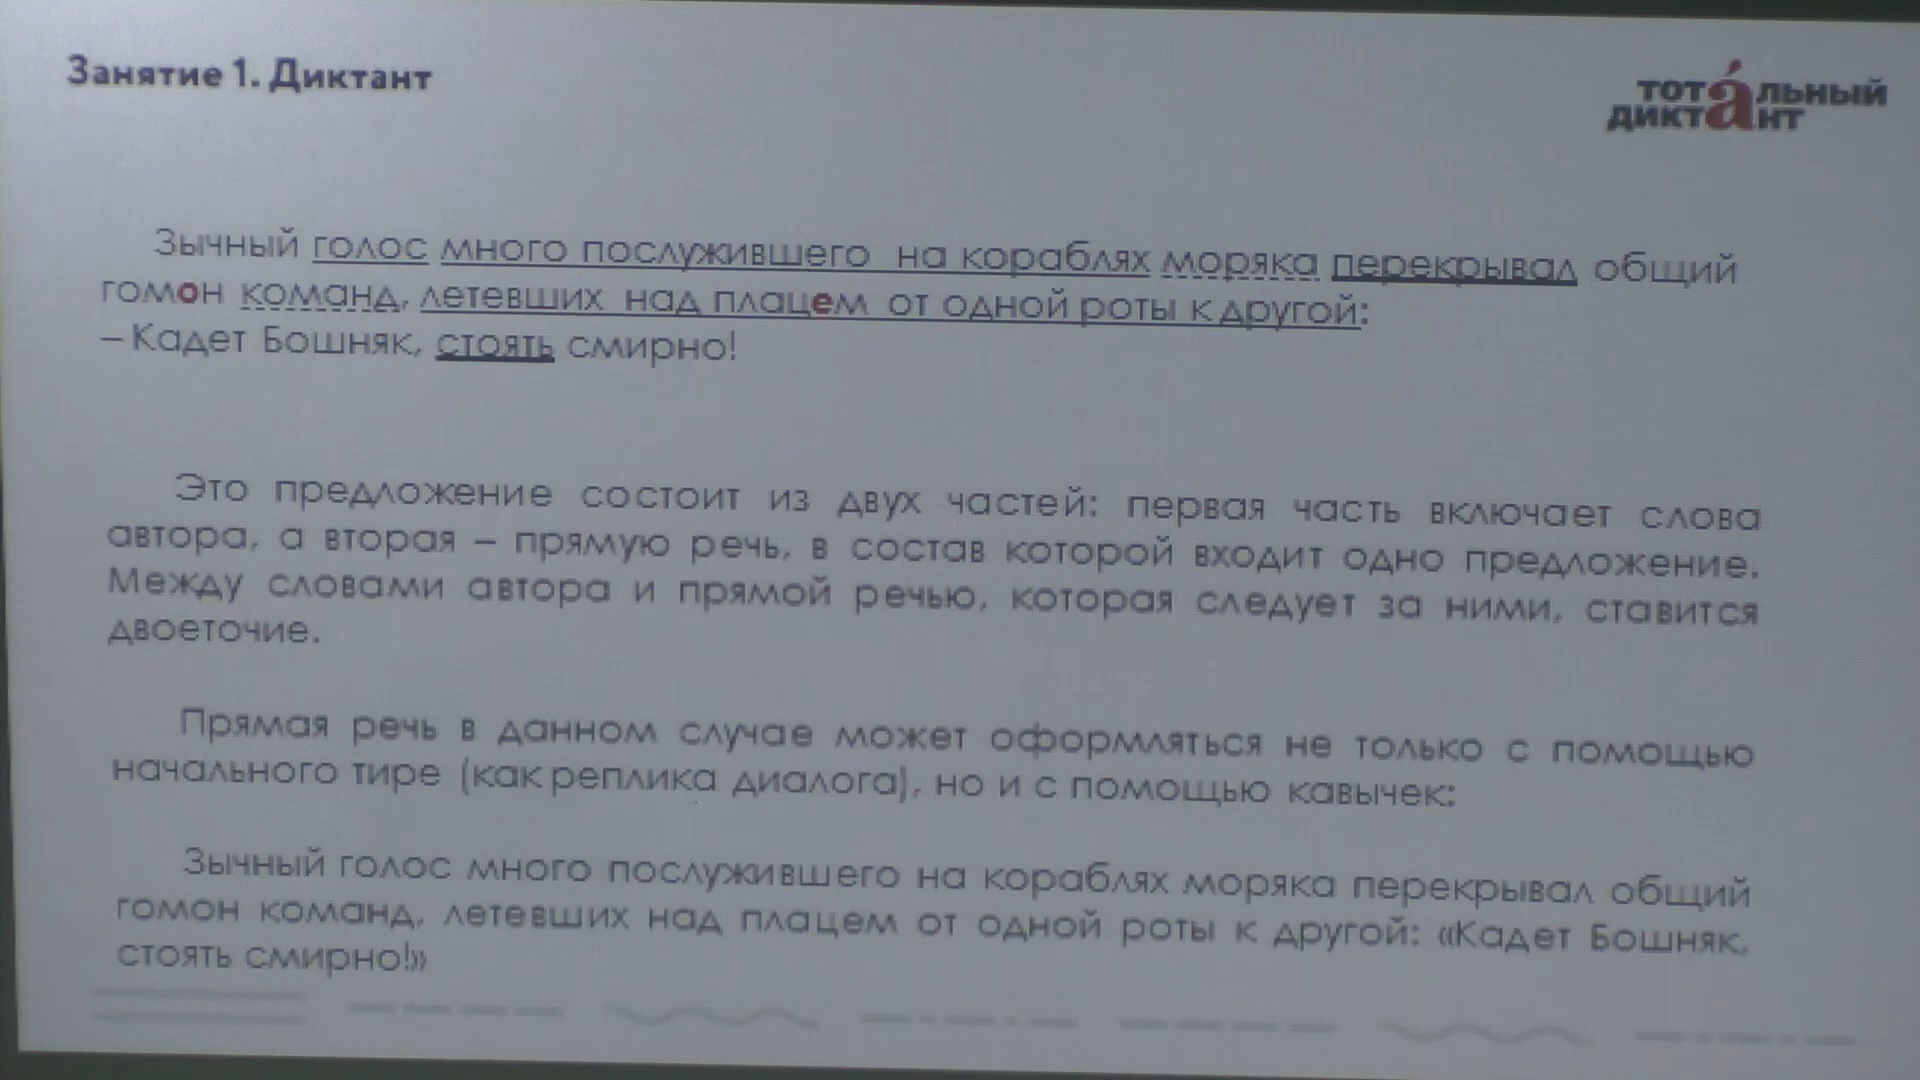 Занятие 1. Диктант
тотáльный
диктант
Зычный голос много послужившего на кораблях моряка перекрывал общий
гомон команд, летевших над плацем от одной роты к другой:
– Кадет Бошняк, стоять смирно!
Это предложение состоит из двух частей: первая часть включает слова
автора, а вторая – прямую речь, в состав которой входит одно предложение.
Между словами автора и прямой речью, которая следует за ними, ставится
двоеточие.
Прямая речь в данном случае может оформляться не только с помощью
начального тире (как реплика диалога), но и с помощью кавычек:
Зычный голос много послужившего на кораблях моряка перекрывал общий
гомон команд, летевших над плацем от одной роты к другой: «Кадет Бошняк,
стоять смирно!»